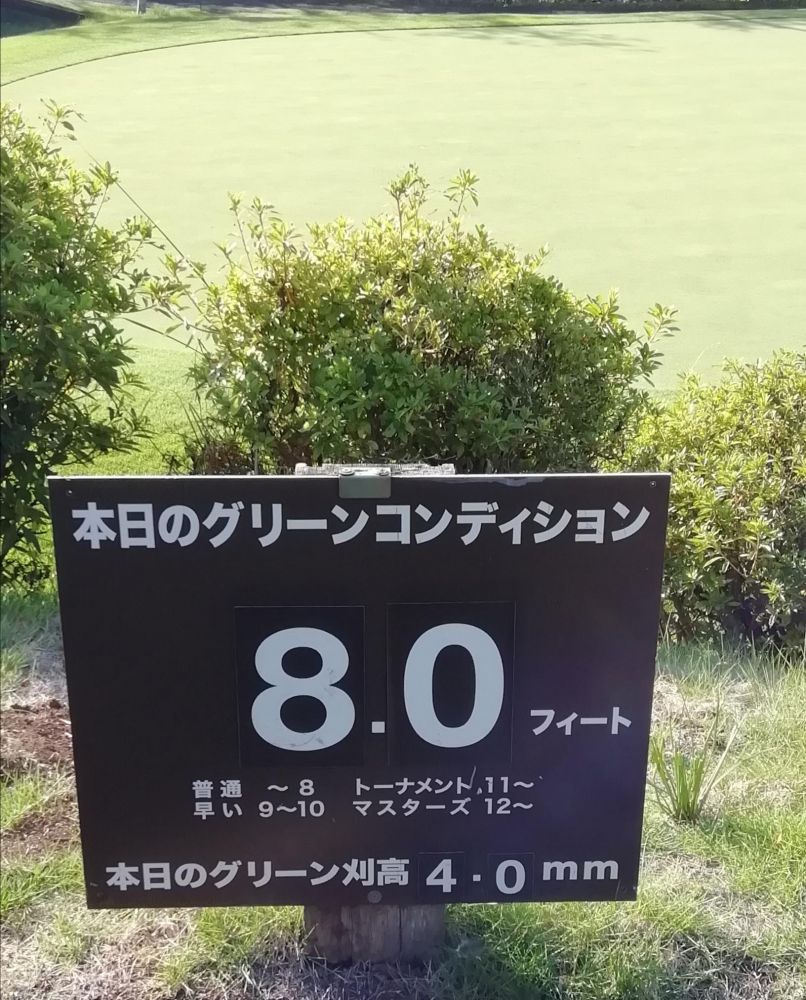 本日のグリーンコンディション
8.0 フィート
普通 〜8 トーナメント 11〜
早い 9〜10 マスターズ 12〜
本日のグリーン刈高 4.0 mm